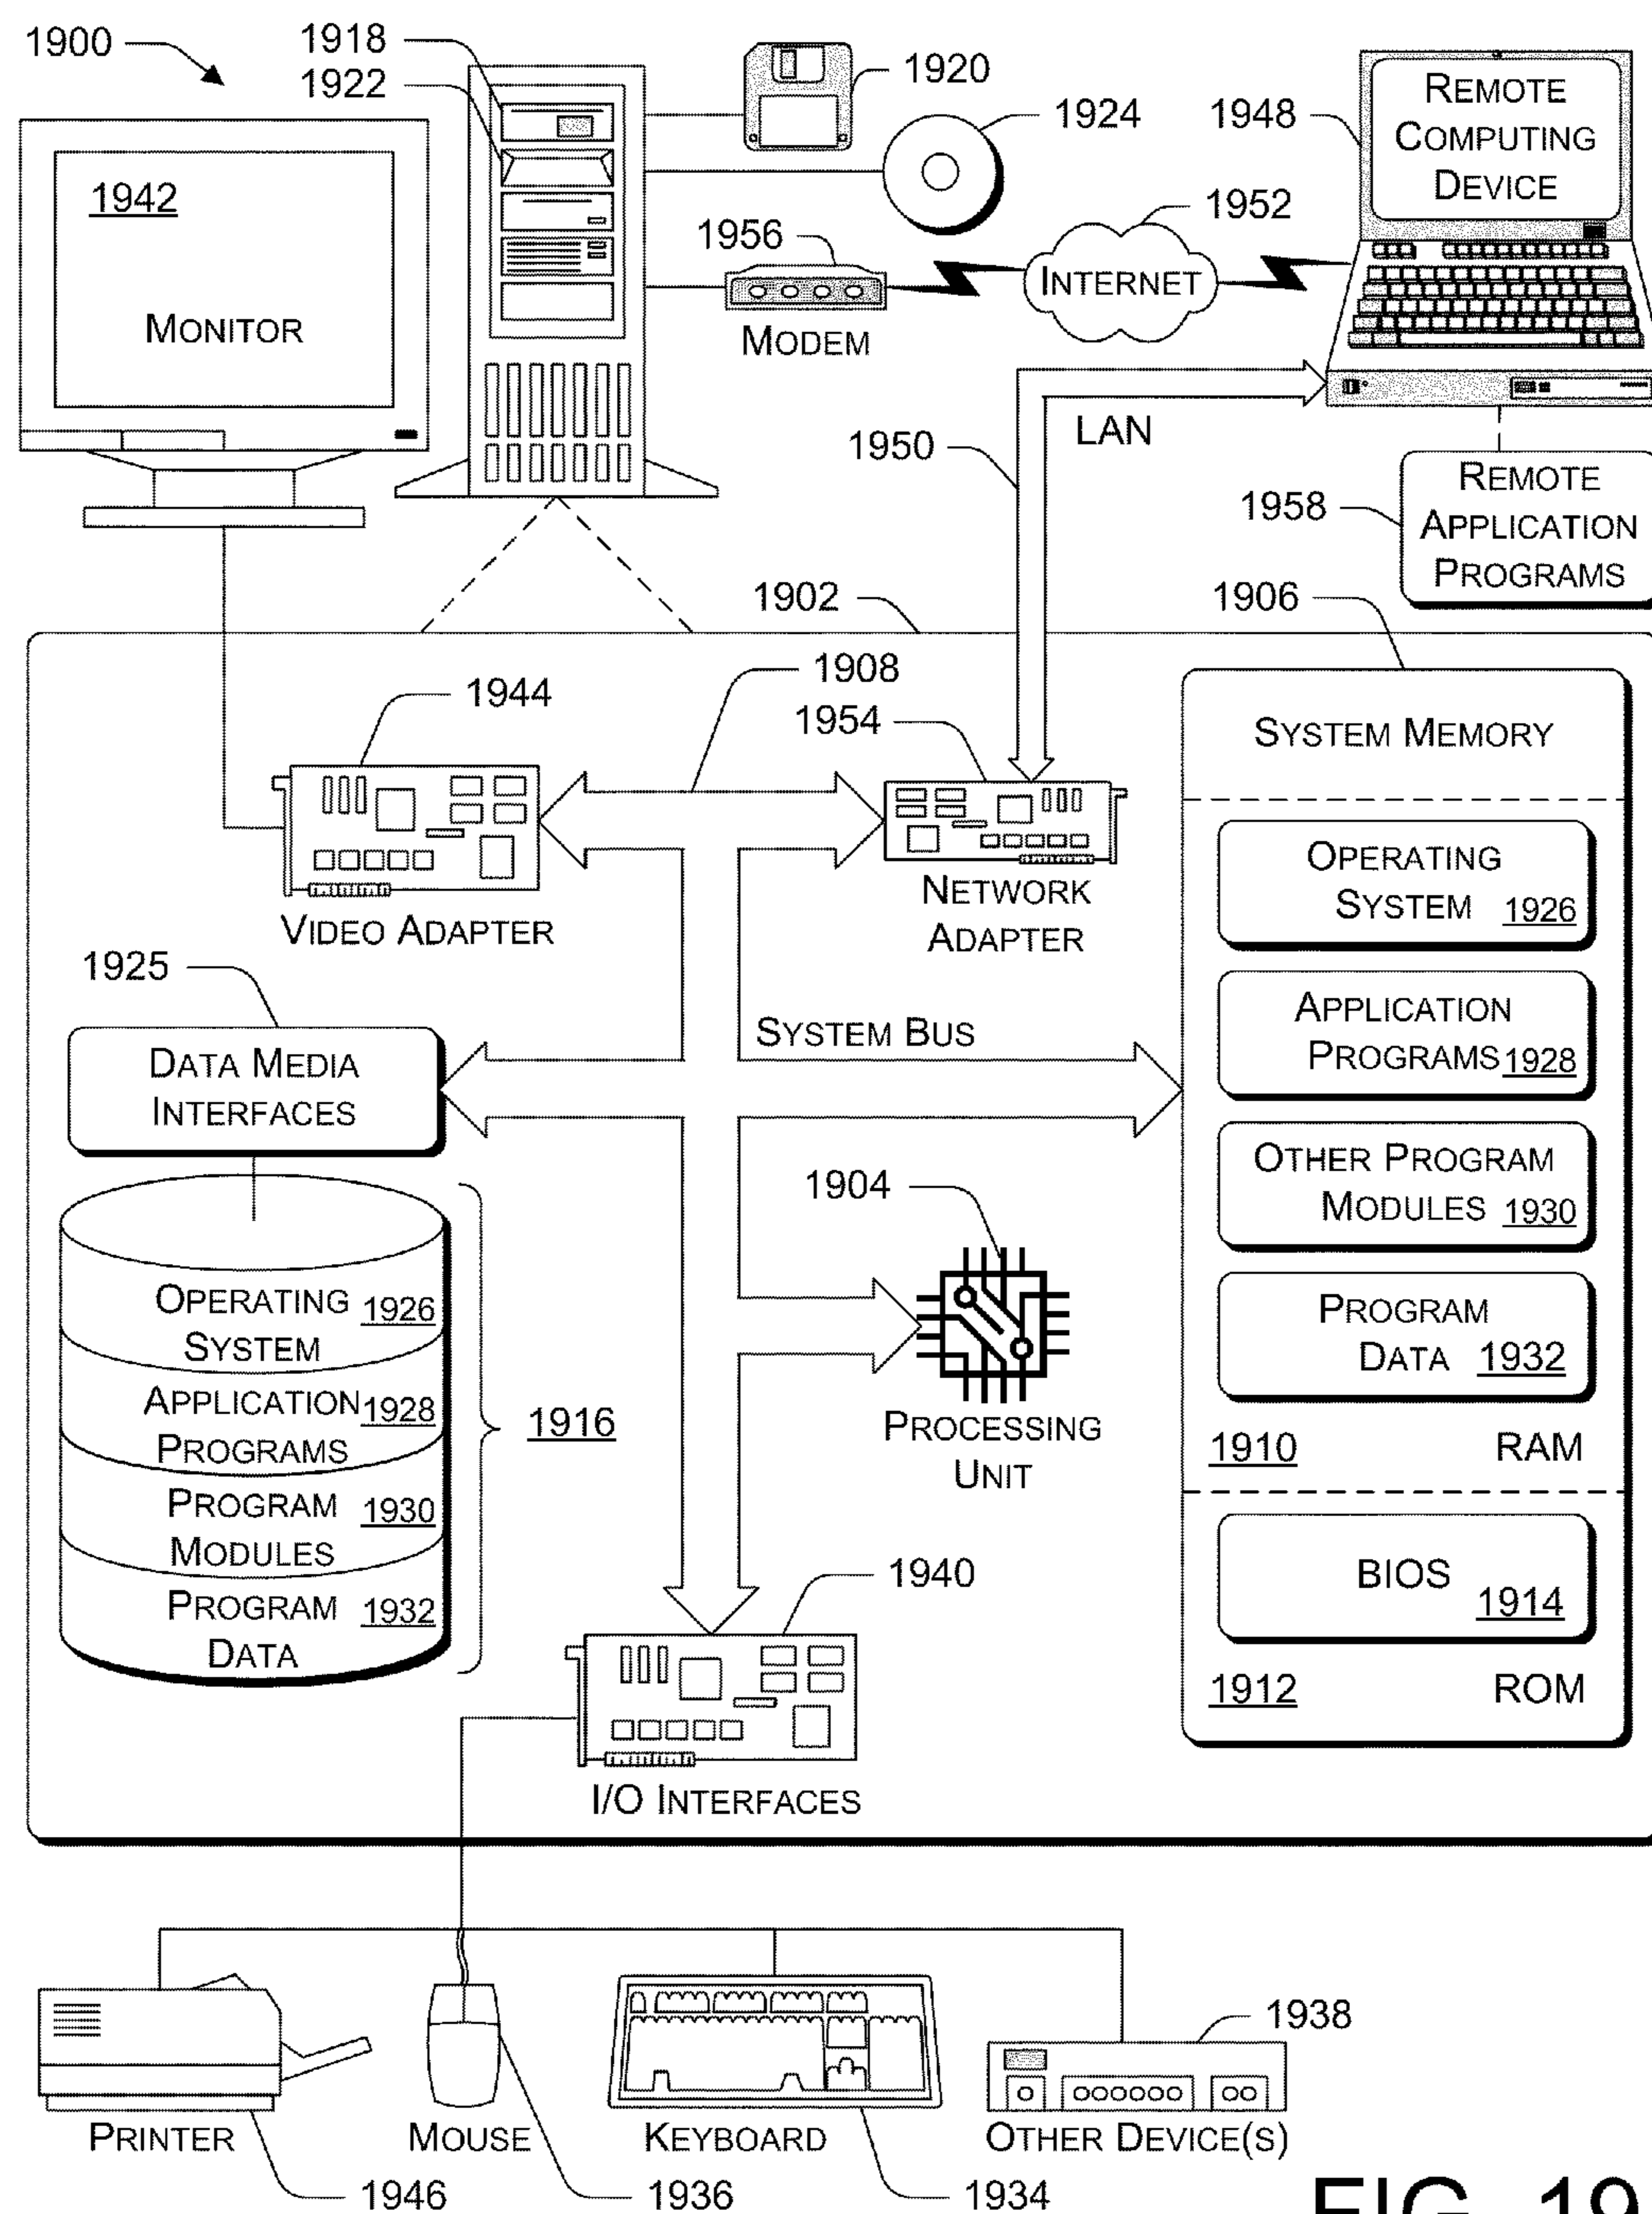 1900
1918
1922
1920
1924
1948
REMOTE
COMPUTING
DEVICE
1942
MONITOR
1956
MODEM
1952
INTERNET
LAN
1950
REMOTE
APPLICATION
PROGRAMS
1958
1902
1906
1908
1944
1954
VIDEO ADAPTER
NETWORK
ADAPTER
SYSTEM MEMORY
OPERATING
SYSTEM 1926
APPLICATION
PROGRAMS 1928
OTHER PROGRAM
MODULES 1930
PROGRAM
DATA 1932
1910 RAM
BIOS 1914
1912 ROM
1925
DATA MEDIA
INTERFACES
SYSTEM BUS
1904
PROCESSING
UNIT
OPERATING 1926
SYSTEM
APPLICATION 1928
PROGRAMS
PROGRAM 1930
MODULES
PROGRAM 1932
DATA
1916
1940
I/O INTERFACES
1938
PRINTER
MOUSE
KEYBOARD
OTHER DEVICE(S)
1946
1936
1934
FIG. 19